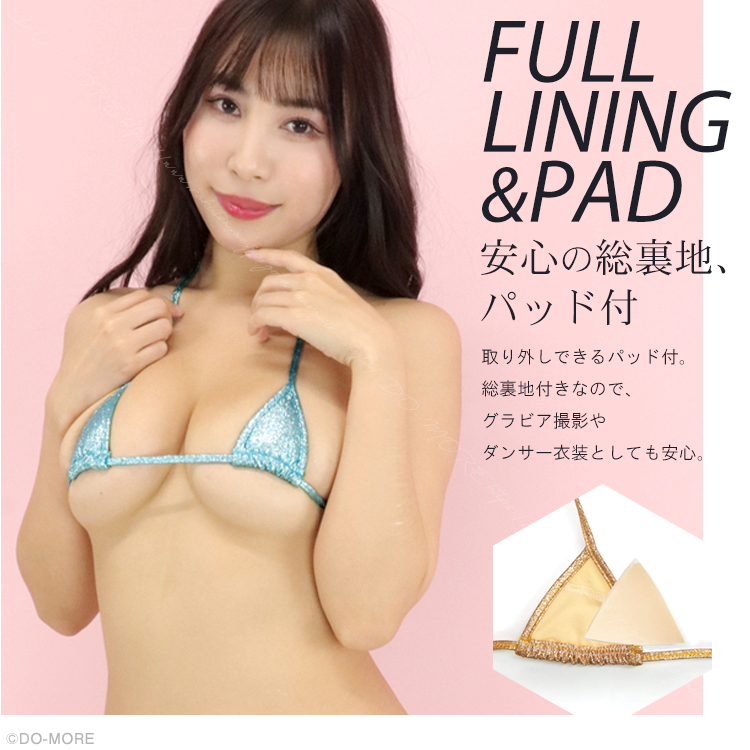 FULL
LINING
&PAD
安心の総裏地、
パッド付
取り外しできるパッド付。
総裏地付きなので、
グラビア撮影や
ダンサー衣装としても安心。
©DO-MORE